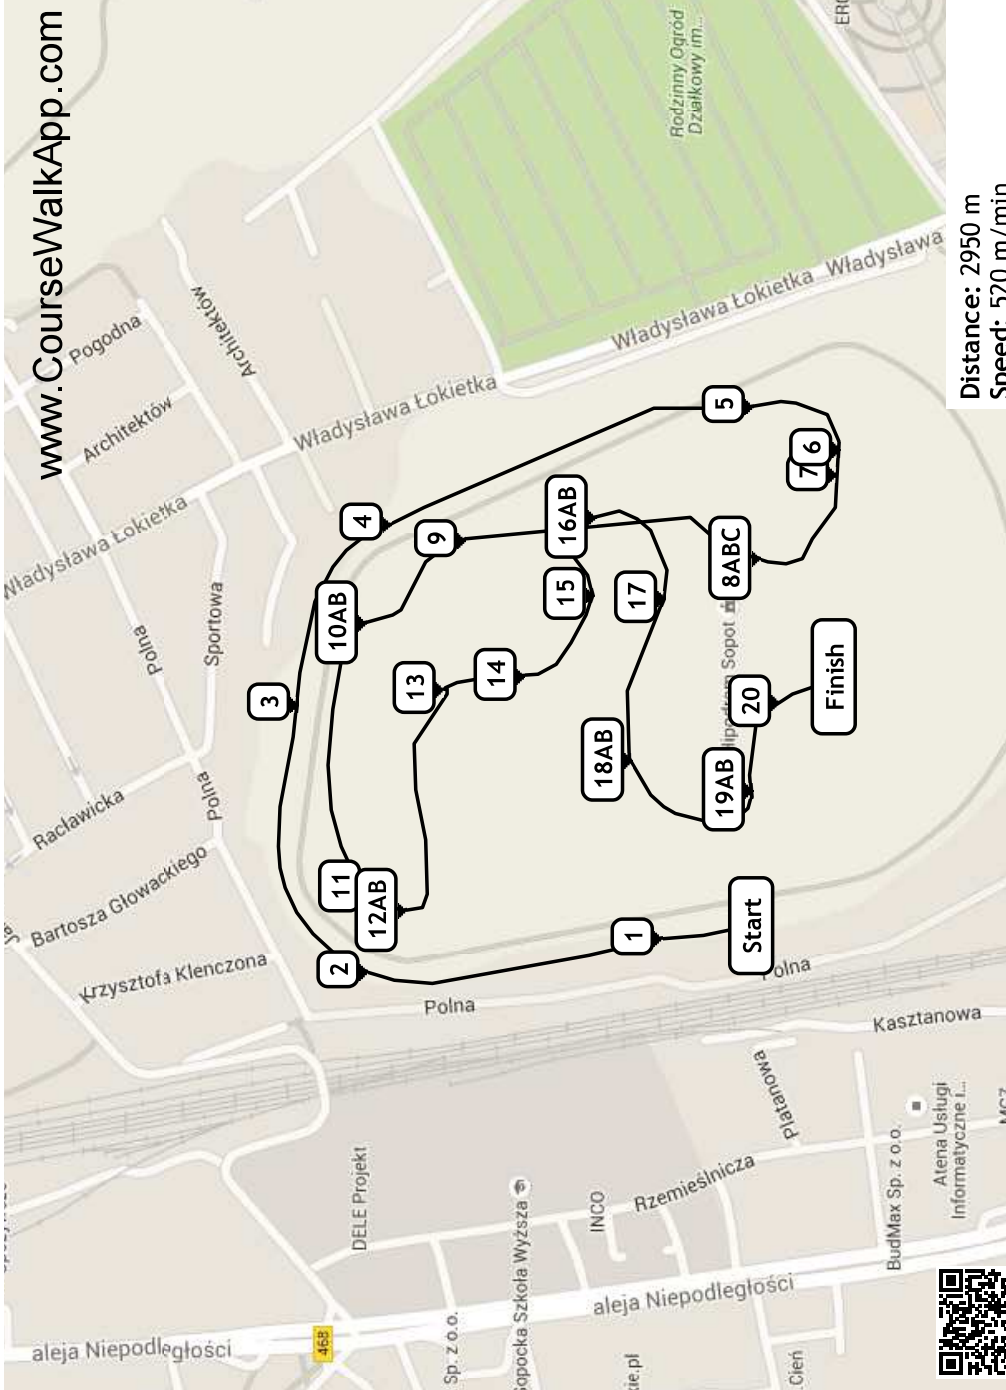 www.CourseWalkApp.com
Rodzinny Ogród
Działkowy im...
Pogodna
Architektów
Architektów
Władysława Łokietka
Władysława Łokietka
Władysława Łokietka
Władysława
Polna
Sportowa
Racławicka
Polna
Bartosza Głowackiego
Krzysztofa Klenczona
Polna
Polna
Kasztanowa
Platanowa
Rzemieślnicza
DELE Projekt
INCO
BudMax Sp. z o.o.
Atena Usługi
Informatyczne i...
aleja Niepodległości
aleja Niepodległości
468
Sp. z o.o.
Sopocka Szkoła Wyższa
Cień
Hipodrom Sopot
Start
1
2
3
4
5
6
7
8ABC
9
10AB
11
12AB
13
14
15
16AB
17
18AB
19AB
20
Finish
Distance: 2950 m
Speed: 520 m/min